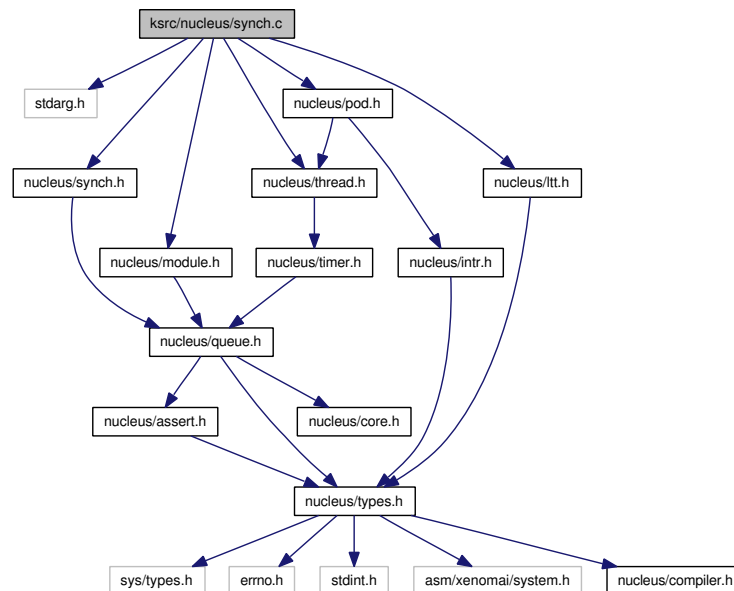 ksrc/nucleus/synch.c
stdarg.h
nucleus/pod.h
nucleus/synch.h
nucleus/thread.h
nucleus/ltt.h
nucleus/module.h
nucleus/timer.h
nucleus/intr.h
nucleus/queue.h
nucleus/assert.h
nucleus/core.h
nucleus/types.h
sys/types.h
errno.h
stdint.h
asm/xenomai/system.h
nucleus/compiler.h